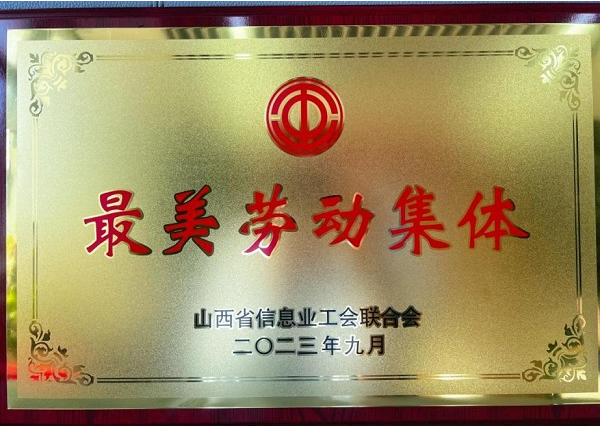 最美劳动集体
山西省信息业工会联合会
二〇二三年九月